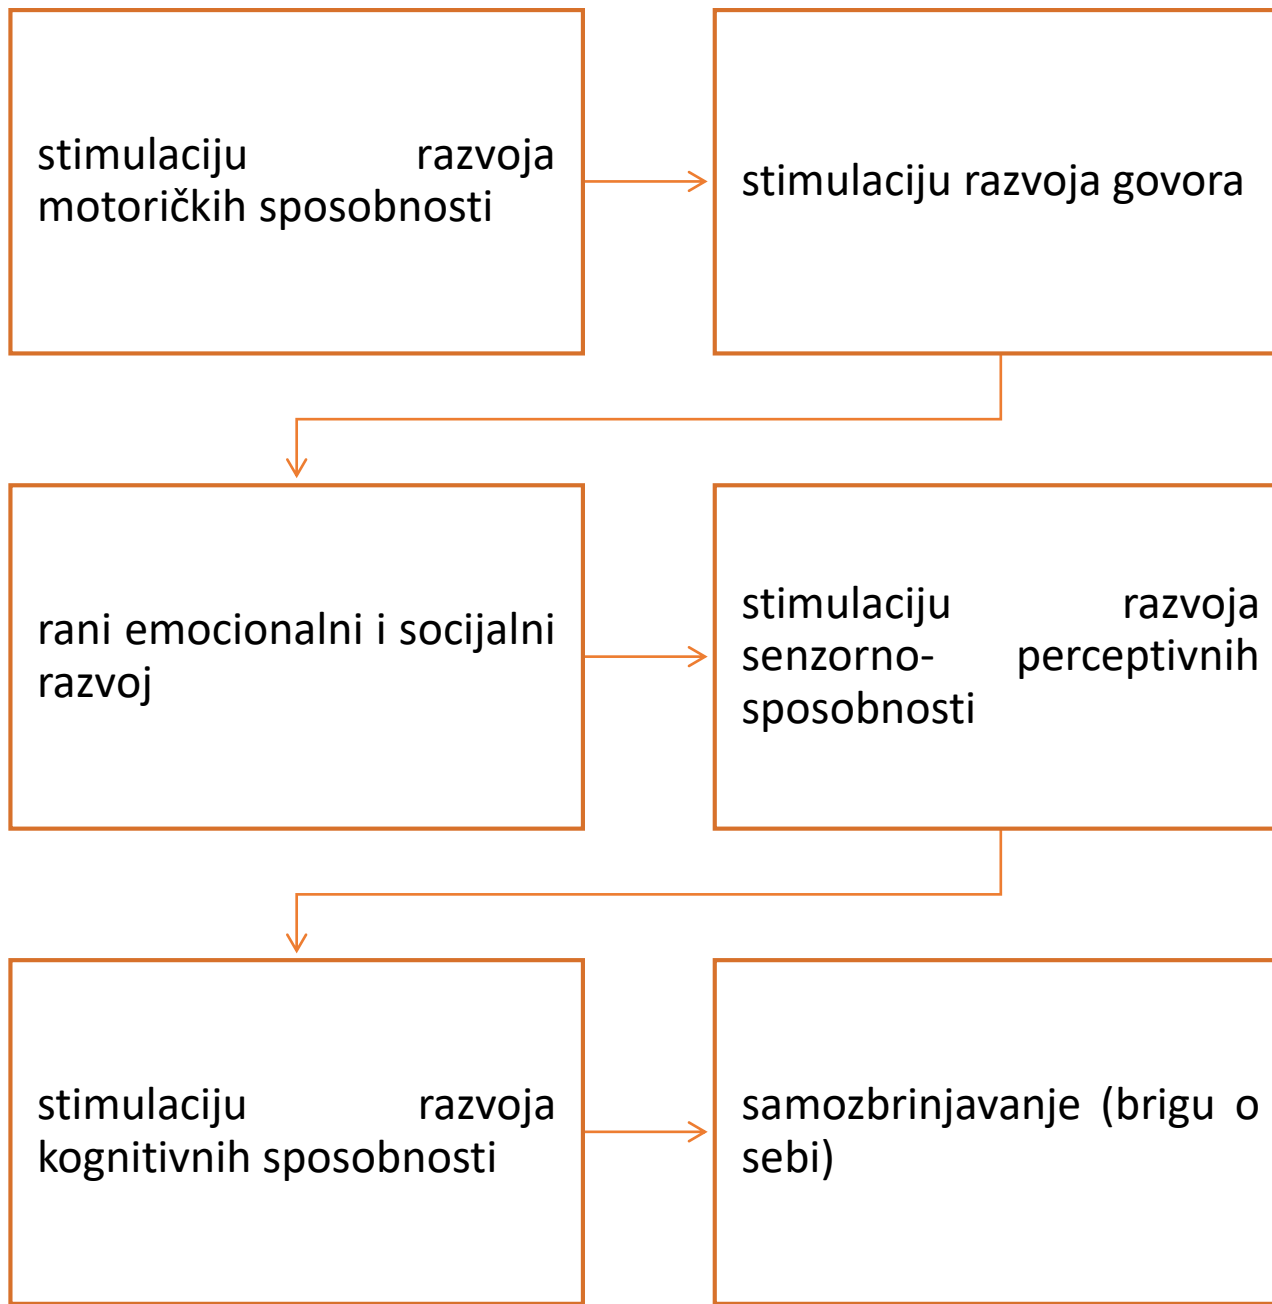 stimulaciju razvoja
motoričkih sposobnosti
stimulaciju razvoja govora
rani emocionalni i socijalni
razvoj
stimulaciju razvoja
senzorno- perceptivnih
sposobnosti
stimulaciju razvoja
kognitivnih sposobnosti
samozbrinjavanje (brigu o
sebi)